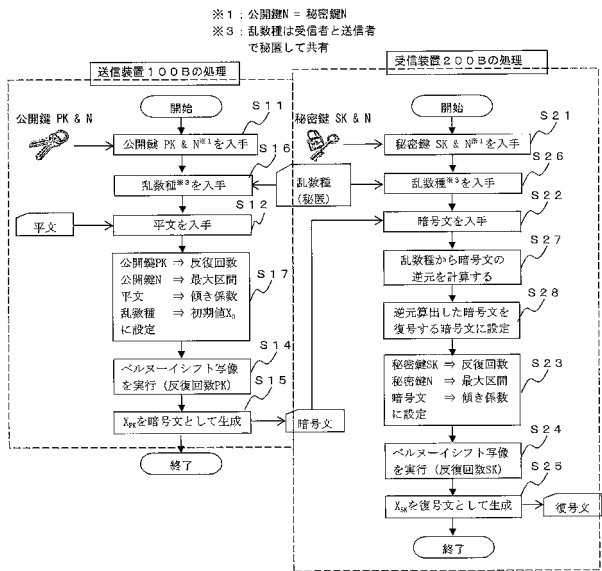 ※1:公開鍵N = 秘密鍵N
※3:乱数種は受信者と送信者
で秘匿して共有
送信装置100Bの処理
開始
公開鍵 PK & N
S11
公開鍵 PK & N※1を入手
S16
乱数種※3を入手
S12
平文
平文を入手
S17
公開鍵PK ⇒ 反復回数
公開鍵N ⇒ 最大区間
平文 ⇒ 傾き係数
乱数種 ⇒ 初期値X0
に設定
S14
ベルヌーイシフト写像
を実行(反復回数PK)
S15
XPKを暗号文として生成
暗号文
終了
乱数種
(秘匿)
受信装置200Bの処理
開始
秘密鍵 SK & N
S21
秘密鍵 SK & N※1を入手
S26
乱数種※3を入手
S22
暗号文を入手
S27
乱数種から暗号文の
逆元を計算する
S28
逆元算出した暗号文を
復号する暗号文に設定
S23
秘密鍵SK ⇒ 反復回数
秘密鍵N ⇒ 最大区間
暗号文 ⇒ 傾き係数
に設定
S24
ベルヌーイシフト写像
を実行(反復回数SK)
S25
XSKを復号文として生成
復号文
終了